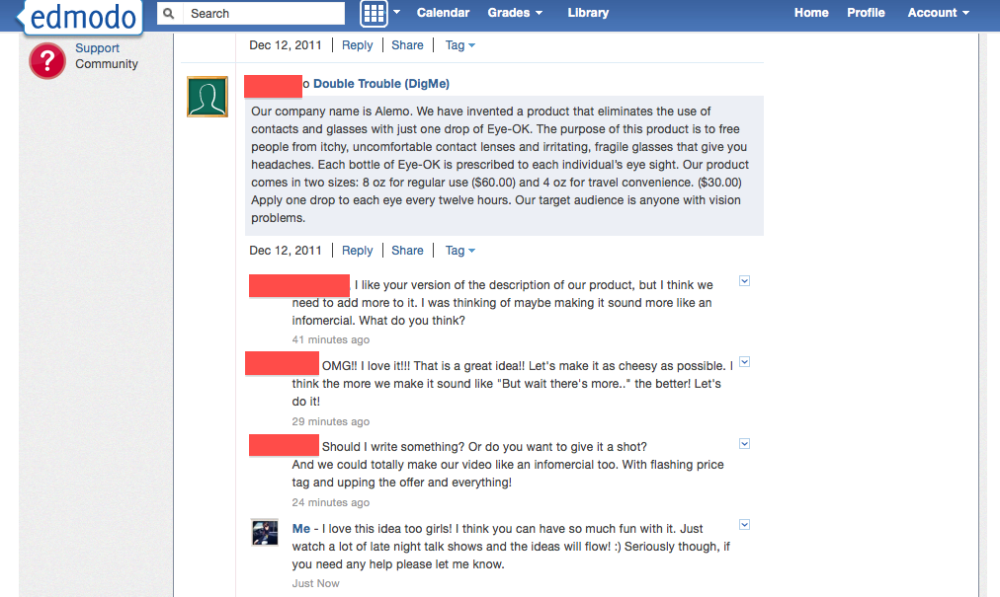 edmodo
Search
Calendar Grades Library Home Profile Account
? Support
Community
Dec 12, 2011 | Reply | Share | Tag
o Double Trouble (DigMe)
Our company name is Alemo. We have invented a product that eliminates the use of
contacts and glasses with just one drop of Eye-OK. The purpose of this product is to free
people from itchy, uncomfortable contact lenses and irritating, fragile glasses that give you
headaches. Each bottle of Eye-OK is prescribed to each individual's eye sight. Our product
comes in two sizes: 8 oz for regular use ($60.00) and 4 oz for travel convenience. ($30.00)
Apply one drop to each eye every twelve hours. Our target audience is anyone with vision
problems.
Dec 12, 2011 | Reply | Share | Tag
I like your version of the description of our product, but I think we
need to add more to it. I was thinking of maybe making it sound more like an
infomercial. What do you think?
41 minutes ago
OMG!! I love it!!! That is a great idea!! Let's make it as cheesy as possible. I
think the more we make it sound like "But wait there's more.." the better! Let's
do it!
29 minutes ago
Should I write something? Or do you want to give it a shot?
And we could totally make our video like an infomercial too. With flashing price
tag and upping the offer and everything!
24 minutes ago
Me - I love this idea too girls! I think you can have so much fun with it. Just
watch a lot of late night talk shows and the ideas will flow! :) Seriously though, if
you need any help please let me know.
Just Now